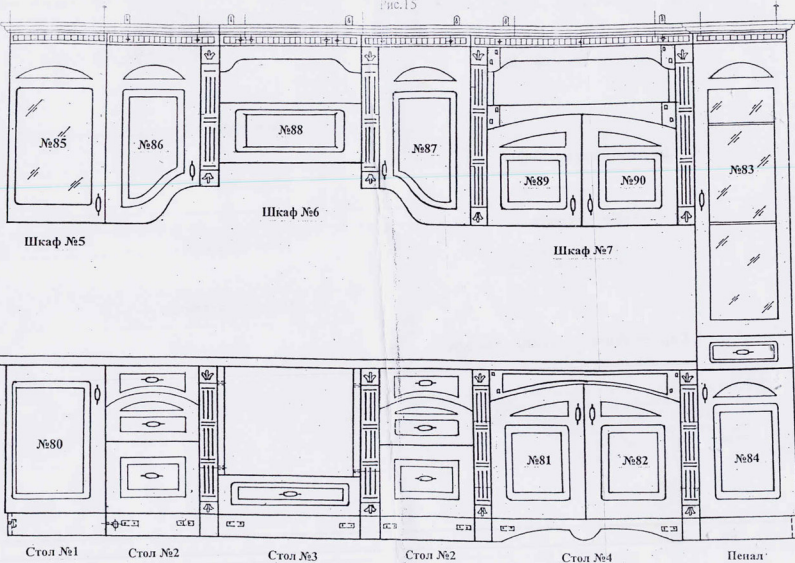 Рис.15
№85
№86
№88
№87
№89
№90
№83
Шкаф №5
Шкаф №6
Шкаф №7
№80
№81
№82
№84
Стол №1
Стол №2
Стол №3
Стол №2
Стол №4
Пенал